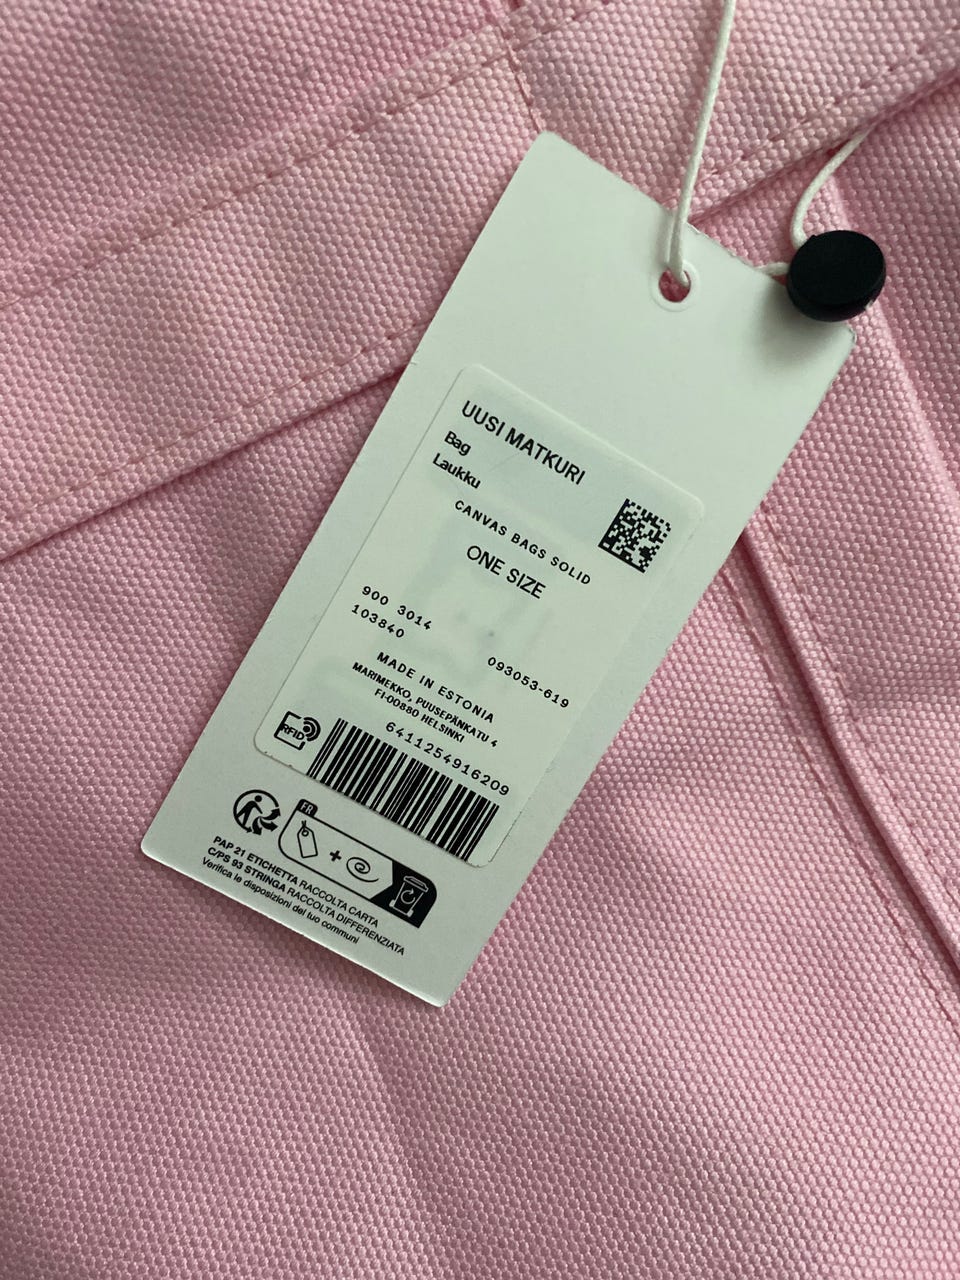 UUSI MATKURI
Bag
Laukku
CANVAS BAGS SOLID
ONE SIZE
900 3014
103840
093053-619
MADE IN ESTONIA
MARIMEKKO, PUUSEPÄNKATU 4
FI-00880 HELSINKI
RFID
6411254916209
FR
PAP 21 ETICHETTA RACCOLTA CARTA
C/PS 93 STRINGA RACCOLTA DIFFERENZIATA
Verifica le disposizioni del tuo communi